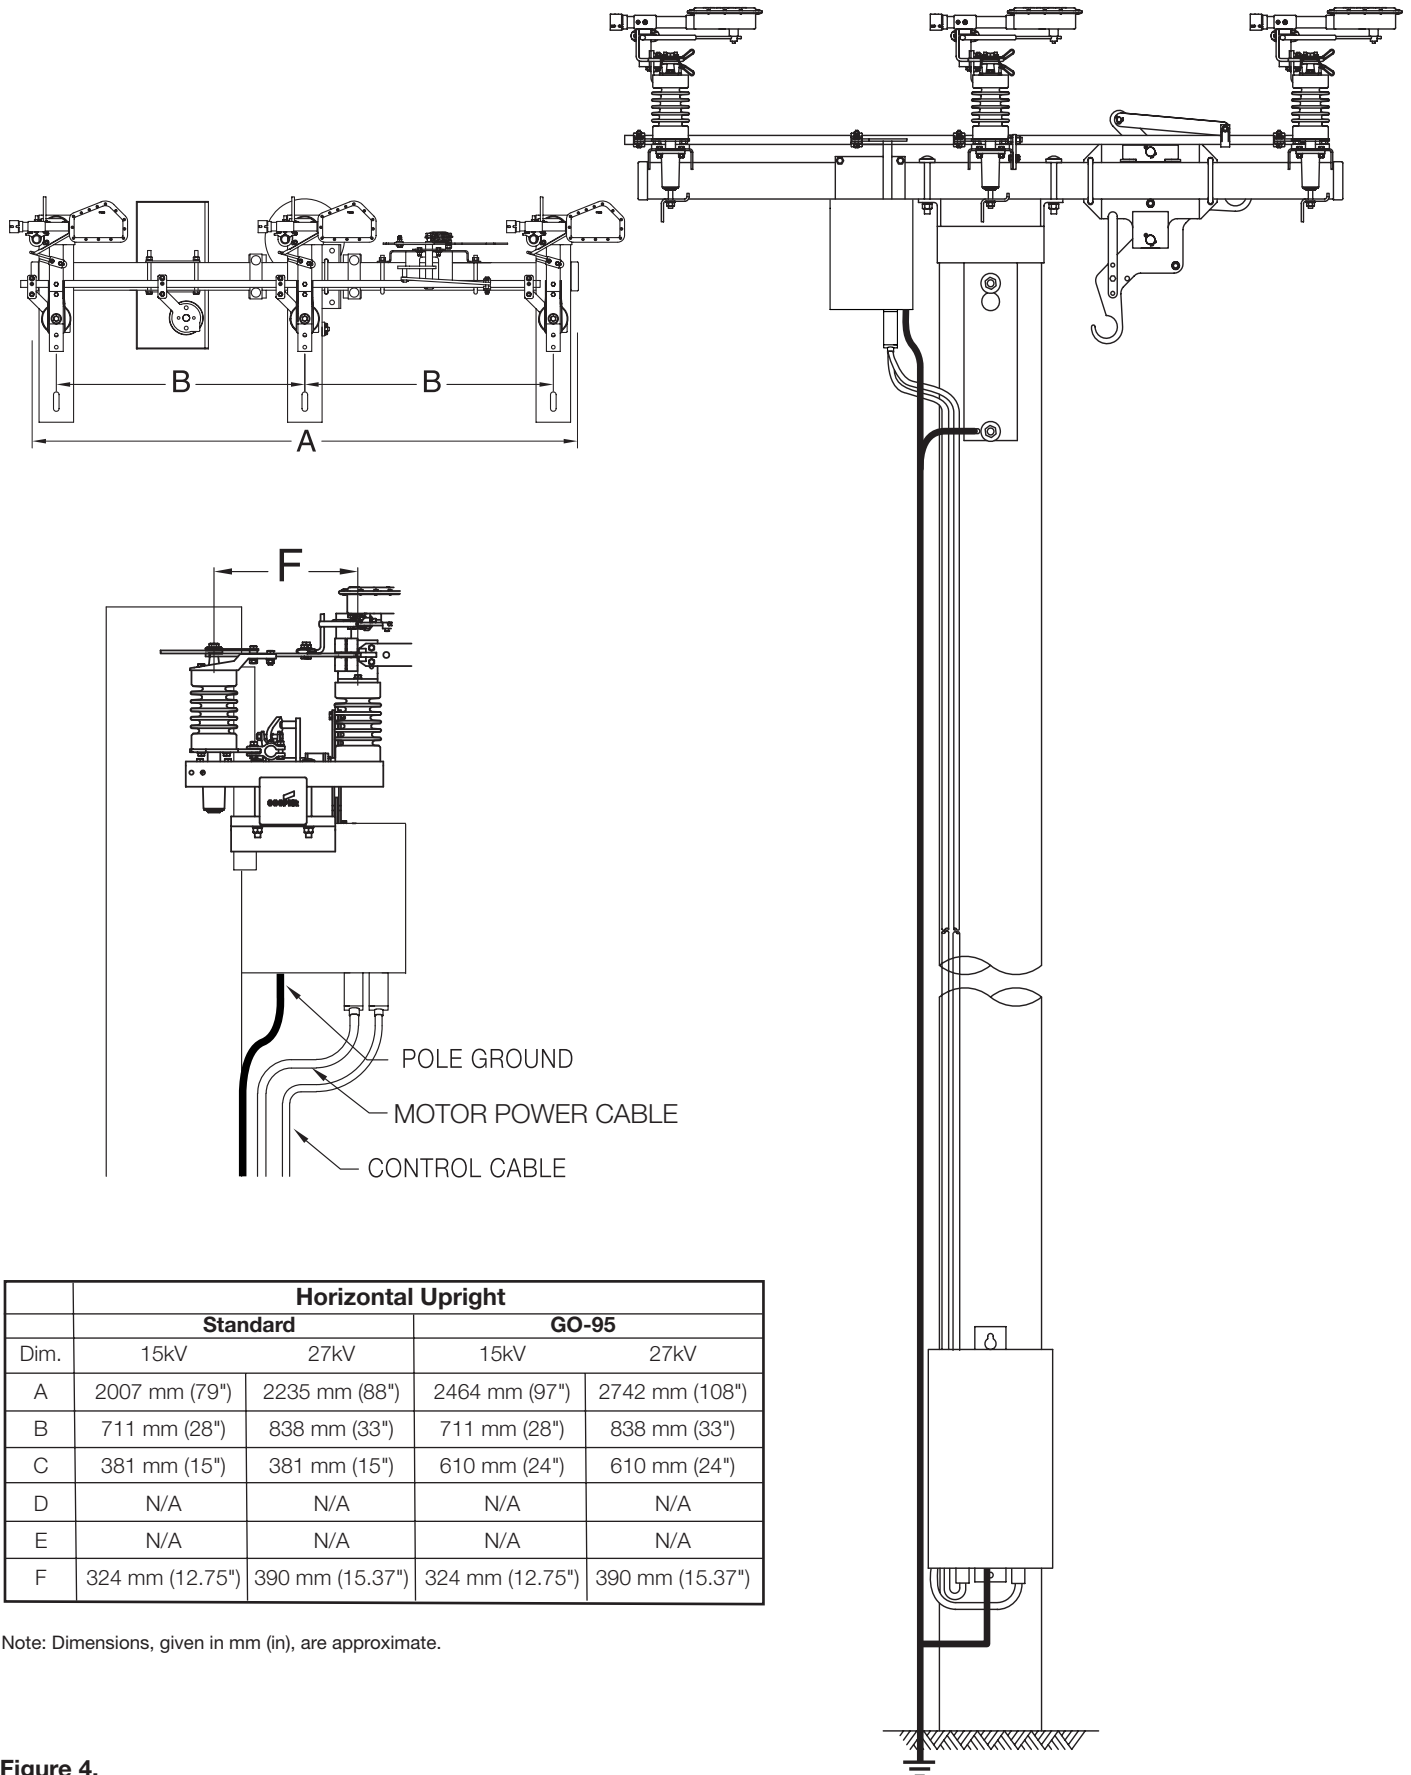 B
B
A
F
COOPER
POLE GROUND
MOTOR POWER CABLE
CONTROL CABLE
Horizontal Upright
Standard GO-95
Dim. 15kV 27kV 15kV 27kV
A 2007 mm (79") 2235 mm (88") 2464 mm (97") 2742 mm (108")
B 711 mm (28") 838 mm (33") 711 mm (28") 838 mm (33")
C 381 mm (15") 381 mm (15") 610 mm (24") 610 mm (24")
D N/A N/A N/A N/A
E N/A N/A N/A N/A
F 324 mm (12.75") 390 mm (15.37") 324 mm (12.75") 390 mm (15.37")
Note: Dimensions, given in mm (in), are approximate.
Figure 4.